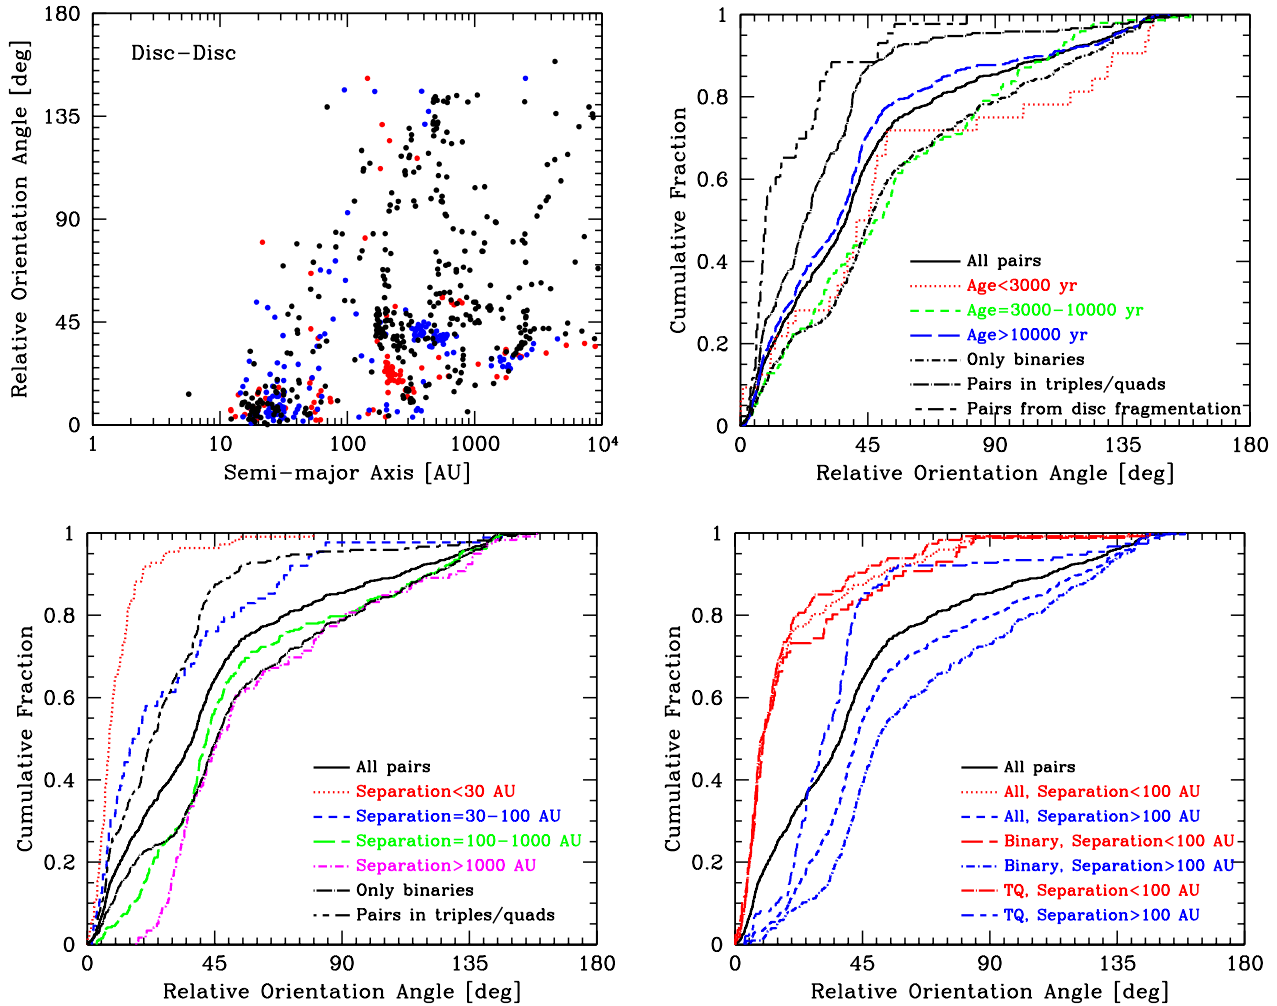 Disc-Disc
Relative Orientation Angle [deg]
180
135
90
45
0
1
10
100
1000
10⁴
Semi-major Axis [AU]
Cumulative Fraction
1
0.8
0.6
0.4
0.2
0
All pairs
Age<3000 yr
Age=3000-10000 yr
Age>10000 yr
Only binaries
Pairs in triples/quads
Pairs from disc fragmentation
0
45
90
135
180
Relative Orientation Angle [deg]
Cumulative Fraction
1
0.8
0.6
0.4
0.2
0
All pairs
Separation<30 AU
Separation=30-100 AU
Separation=100-1000 AU
Separation>1000 AU
Only binaries
Pairs in triples/quads
0
45
90
135
180
Relative Orientation Angle [deg]
Cumulative Fraction
1
0.8
0.6
0.4
0.2
0
All pairs
All, Separation<100 AU
All, Separation>100 AU
Binary, Separation<100 AU
Binary, Separation>100 AU
TQ, Separation<100 AU
TQ, Separation>100 AU
0
45
90
135
180
Relative Orientation Angle [deg]